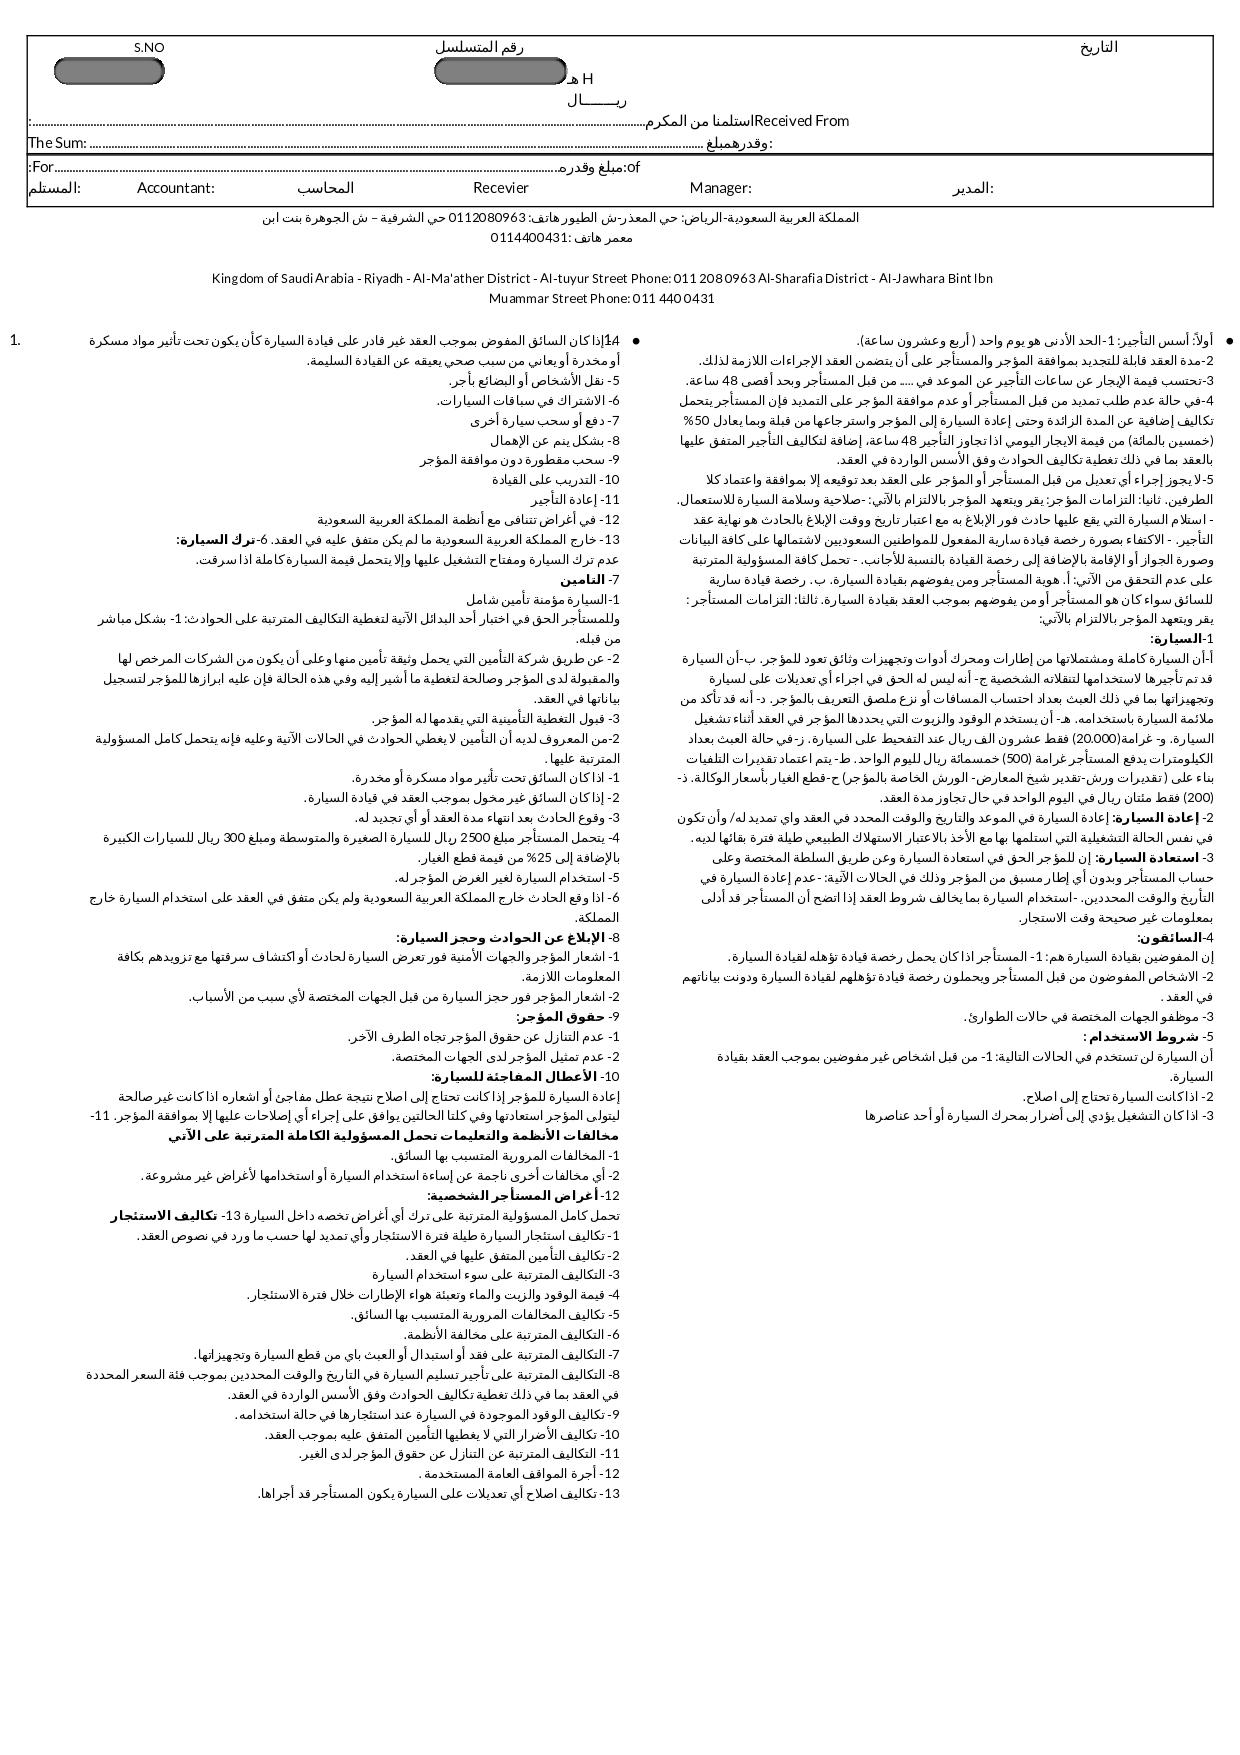 التاريخ رقم المتسلسل S.NO
هـ H
ريـــــــال
استلمنا من المكرم:........................................................................................................Received From
The Sum: ........................................................................................................ وقدرهمبلغ:
:For........................................................................................................مبلغ وقدره:of
المستلم: Accountant: المحاسب Recevier Manager: المدير:
المملكة العربية السعودية-الرياض: حي المعذر-ش الطيور هاتف: 0112080963 حي الشرفية – ش الجوهرة بنت ابن
معمر هاتف :0114400431
Kingdom of Saudi Arabia - Riyadh - Al-Ma'ather District - Al-tuyur Street Phone: 011 208 0963 Al-Sharafia District - Al-Jawhara Bint Ibn
Muammar Street Phone: 011 440 0431
● أولاً: أسس التأجير: 1-الحد الأدنى هو يوم واحد ( أربع وعشرون ساعة).
2-مدة العقد قابلة للتجديد بموافقة المؤجر والمستأجر على أن يتضمن العقد الإجراءات اللازمة لذلك.
3-تحتسب قيمة الإيجار عن ساعات التأجير عن الموعد في ..... من قبل المستأجر وبحد أقصى 48 ساعة.
4-في حالة عدم طلب تمديد من قبل المستأجر أو عدم موافقة المؤجر على التمديد فإن المستأجر يتحمل
تكاليف إضافية عن المدة الزائدة وحتى إعادة السيارة إلى المؤجر واسترجاعها من قبلة وبما يعادل 50%
(خمسين بالمائة) من قيمة الايجار اليومي اذا تجاوز التأجير 48 ساعة، إضافة لتكاليف التأجير المتفق عليها
بالعقد بما في ذلك تغطية تكاليف الحوادث وفق الأسس الواردة في العقد.
5-لا يجوز إجراء أي تعديل من قبل المستأجر أو المؤجر على العقد بعد توقيعه إلا بموافقة واعتماد كلا
الطرفين. ثانيا: التزامات المؤجر: يقر ويتعهد المؤجر بالالتزام بالآتي: -صلاحية وسلامة السيارة للاستعمال.
- استلام السيارة التي يقع عليها حادث فور الإبلاغ به مع اعتبار تاريخ ووقت الإبلاغ بالحادث هو نهاية عقد
التأجير. - الاكتفاء بصورة رخصة قيادة سارية المفعول للمواطنين السعوديين لاشتمالها على كافة البيانات
وصورة الجواز أو الإقامة بالإضافة إلى رخصة القيادة بالنسبة للأجانب. - تحمل كافة المسؤولية المترتبة
على عدم التحقق من الآتي: أ. هوية المستأجر ومن يفوضهم بقيادة السيارة. ب. رخصة قيادة سارية
للسائق سواء كان هو المستأجر أو من يفوضهم بموجب العقد بقيادة السيارة. ثالثا: التزامات المستأجر :
يقر ويتعهد المؤجر بالالتزام بالآتي:
1-السيارة:
أ-أن السيارة كاملة ومشتملاتها من إطارات ومحرك أدوات وتجهيزات وثائق تعود للمؤجر. ب-أن السيارة
قد تم تأجيرها لاستخدامها لتنقلاته الشخصية ج- أنه ليس له الحق في اجراء أي تعديلات على لسيارة
وتجهيزاتها بما في ذلك العبث بعداد احتساب المسافات أو نزع ملصق التعريف بالمؤجر. د- أنه قد تأكد من
ملائمة السيارة باستخدامه. هـ- أن يستخدم الوقود والزيوت التي يحددها المؤجر في العقد أثناء تشغيل
السيارة. و- غرامة(20.000) فقط عشرون الف ريال عند التفحيط على السيارة. ز-في حالة العبث بعداد
الكيلومترات يدفع المستأجر غرامة (500) خمسمائة ريال لليوم الواحد. ط- يتم اعتماد تقديرات التلفيات
بناء على ( تقديرات ورش-تقدير شيخ المعارض- الورش الخاصة بالمؤجر) ح-قطع الغيار بأسعار الوكالة. ذ-
(200) فقط مئتان ريال في اليوم الواحد في حال تجاوز مدة العقد.
2- إعادة السيارة: إعادة السيارة في الموعد والتاريخ والوقت المحدد في العقد واي تمديد له/ وأن تكون
في نفس الحالة التشغيلية التي استلمها بها مع الأخذ بالاعتبار الاستهلاك الطبيعي طيلة فترة بقائها لديه .
3- استعادة السيارة: إن للمؤجر الحق في استعادة السيارة وعن طريق السلطة المختصة وعلى
حساب المستأجر وبدون أي إطار مسبق من المؤجر وذلك في الحالات الآتية: -عدم إعادة السيارة في
التأريخ والوقت المحددين. -استخدام السيارة بما يخالف شروط العقد إذا اتضح أن المستأجر قد أدلى
بمعلومات غير صحيحة وقت الاستجار.
4-السائقون:
إن المفوضين بقيادة السيارة هم: 1- المستأجر اذا كان يحمل رخصة قيادة تؤهله لقيادة السيارة.
2- الاشخاص المفوضون من قبل المستأجر ويحملون رخصة قيادة تؤهلهم لقيادة السيارة ودونت بياناتهم
في العقد .
3- موظفو الجهات المختصة في حالات الطوارئ.
5- شروط الاستخدام :
أن السيارة لن تستخدم في الحالات التالية: 1- من قبل اشخاص غير مفوضين بموجب العقد بقيادة
السيارة.
2- اذا كانت السيارة تحتاج إلى اصلاح.
3- اذا كان التشغيل يؤدي إلى أضرار بمحرك السيارة أو أحد عناصرها
● 14إذا كان السائق المفوض بموجب العقد غير قادر على قيادة السيارة كأن يكون تحت تأثير مواد مسكرة 1.
أو مخدرة أو يعاني من سبب صحي يعيقه عن القيادة السليمة.
5- نقل الأشخاص أو البضائع بأجر.
6- الاشتراك في سباقات السيارات.
7- دفع أو سحب سيارة أخرى
8- بشكل ينم عن الإهمال
9- سحب مقطورة دون موافقة المؤجر
10- التدريب على القيادة
11- إعادة التأجير
12- في أغراض تتنافى مع أنظمة المملكة العربية السعودية
13- خارج المملكة العربية السعودية ما لم يكن متفق عليه في العقد. 6-ترك السيارة:
عدم ترك السيارة ومفتاح التشغيل عليها وإلا يتحمل قيمة السيارة كاملة اذا سرقت.
7- التامين
1-السيارة مؤمنة تأمين شامل
وللمستأجر الحق في اختبار أحد البدائل الآتية لتغطية التكاليف المترتبة على الحوادث: 1- بشكل مباشر
من قبله.
2- عن طريق شركة التأمين التي يحمل وثيقة تأمين منها وعلى أن يكون من الشركات المرخص لها
والمقبولة لدى المؤجر وصالحة لتغطية ما أشير إليه وفي هذه الحالة فإن عليه ابرازها للمؤجر لتسجيل
بياناتها في العقد.
3- قبول التغطية التأمينية التي يقدمها له المؤجر.
2-من المعروف لديه أن التأمين لا يغطي الحوادث في الحالات الآتية وعليه فإنه يتحمل كامل المسؤولية
المترتبة عليها .
1- اذا كان السائق تحت تأثير مواد مسكرة أو مخدرة.
2- إذا كان السائق غير مخول بموجب العقد في قيادة السيارة.
3- وقوع الحادث بعد انتهاء مدة العقد أو أي تجديد له.
4- يتحمل المستأجر مبلغ 2500 ريال للسيارة الصغيرة والمتوسطة ومبلغ 300 ريال للسيارات الكبيرة
بالإضافة إلى 25% من قيمة قطع الغيار.
5- استخدام السيارة لغير الغرض المؤجر له.
6- اذا وقع الحادث خارج المملكة العربية السعودية ولم يكن متفق في العقد على استخدام السيارة خارج
المملكة.
8- الإبلاغ عن الحوادث وحجز السيارة:
1- اشعار المؤجر والجهات الأمنية فور تعرض السيارة لحادث أو اكتشاف سرقتها مع تزويدهم بكافة
المعلومات اللازمة.
2- اشعار المؤجر فور حجز السيارة من قبل الجهات المختصة لأي سبب من الأسباب.
9- حقوق المؤجر:
1- عدم التنازل عن حقوق المؤجر تجاه الطرف الآخر.
2- عدم تمثيل المؤجر لدى الجهات المختصة.
10- الأعطال المفاجئة للسيارة:
إعادة السيارة للمؤجر إذا كانت تحتاج إلى اصلاح نتيجة عطل مفاجئ أو اشعاره اذا كانت غير صالحة
ليتولى المؤجر استعادتها وفي كلتا الحالتين يوافق على إجراء أي إصلاحات عليها إلا بموافقة المؤجر. 11-
مخالفات الأنظمة والتعليمات تحمل المسؤولية الكاملة المترتبة على الآتي
1- المخالفات المرورية المتسبب بها السائق.
2- أي مخالفات أخرى ناجمة عن إساءة استخدام السيارة أو استخدامها لأغراض غير مشروعة.
12- أغراض المستأجر الشخصية:
تحمل كامل المسؤولية المترتبة على ترك أي أغراض تخصه داخل السيارة 13- تكاليف الاستئجار
1- تكاليف استئجار السيارة طيلة فترة الاستئجار وأي تمديد لها حسب ما ورد في نصوص العقد.
2- تكاليف التأمين المتفق عليها في العقد.
3- التكاليف المترتبة على سوء استخدام السيارة
4- قيمة الوقود والزيت والماء وتعبئة هواء الإطارات خلال فترة الاستئجار.
5- تكاليف المخالفات المرورية المتسبب بها السائق.
6- التكاليف المترتبة على مخالفة الأنظمة.
7- التكاليف المترتبة على فقد أو استبدال أو العبث باي من قطع السيارة وتجهيزاتها.
8- التكاليف المترتبة على تأجير تسليم السيارة في التاريخ والوقت المحددين بموجب فئة السعر المحددة
في العقد بما في ذلك تغطية تكاليف الحوادث وفق الأسس الواردة في العقد.
9- تكاليف الوقود الموجودة في السيارة عند استئجارها في حالة استخدامه.
10- تكاليف الأضرار التي لا يغطيها التأمين المتفق عليه بموجب العقد.
11- التكاليف المترتبة عن التنازل عن حقوق المؤجر لدى الغير.
12- أجرة المواقف العامة المستخدمة .
13- تكاليف اصلاح أي تعديلات على السيارة يكون المستأجر قد أجراها.